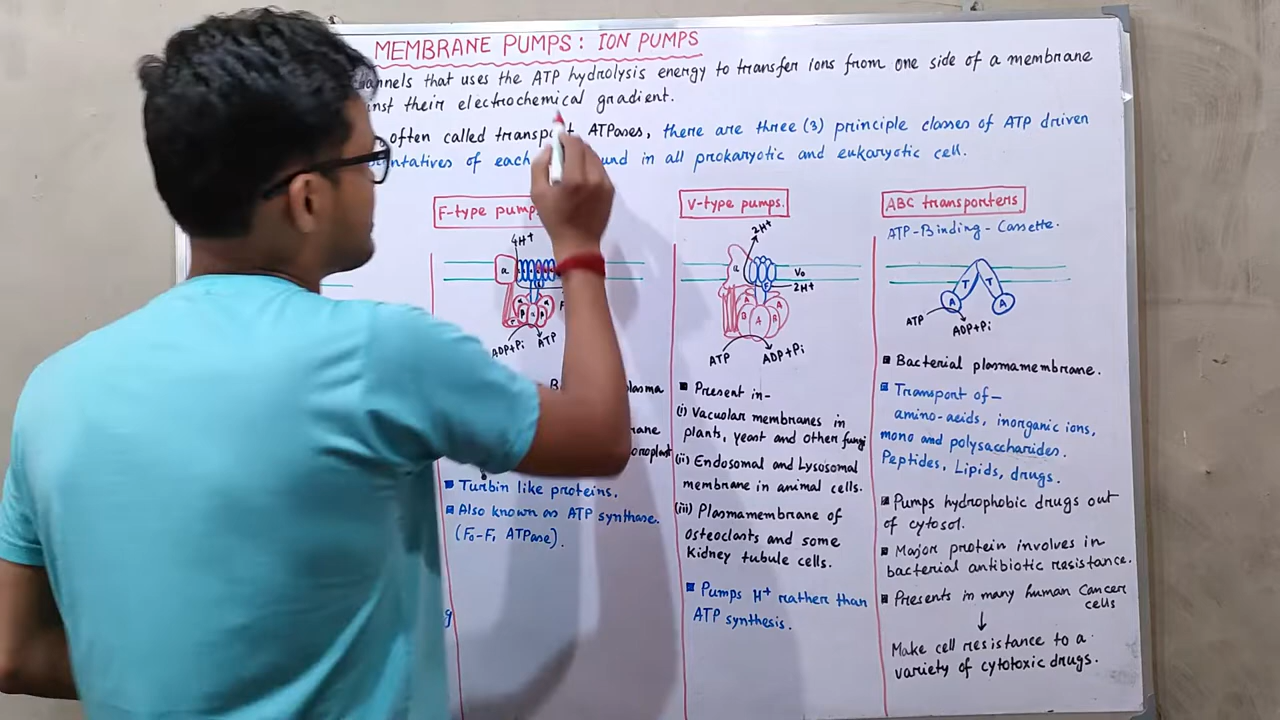 MEMBRANE PUMPS: ION PUMPS
that uses the ATP hydrolysis energy to transfer Ions from one side of a membrane
their electrochemical gradient.
often called ATPases, there are three (3) principle classes of ATP driven
of each in all prokaryotic and eukaryotic cell.
F-type pump
4H+
a
ADP+Pi
ATP
plasma
Turbin like proteins.
Also known as ATP synthase.
(F₀-F₁ ATPase).
V-type pumps.
2H+
a
V₀
2H+
B A B
ATP
ADP+Pi
Present in-
(i) Vacuolar membranes in
plants, yeast and other fungi
(ii) Endosomal and Lysosomal
membrane in animal cells.
(iii) Plasmamembrane of
osteoclasts and some
Kidney tubule cells.
Pumps H+ rather than
ATP synthesis.
ABC transporters
ATP-Binding-Cassette.
T T
A A
ATP
ADP+Pi
Bacterial plasmamembrane.
Transport of-
amino-acids, inorganic ions,
mono and polysaccharides.
Peptides, Lipids, drugs.
Pumps hydrophobic drugs out
of cytosol.
Major protein involves in
bacterial antibiotic resistance.
Presents in many human Cancer
cells
Make cell resistance to a
variety of cytotoxic drugs.